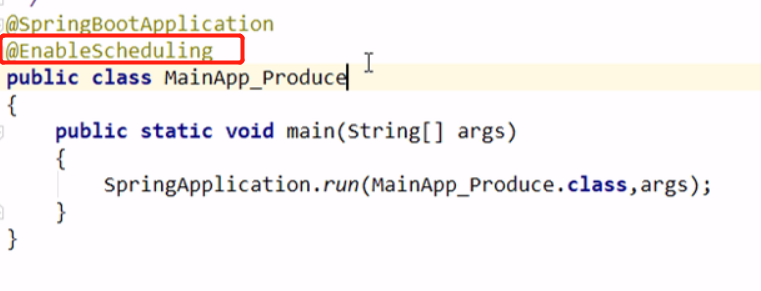 /
@SpringBootApplication
@EnableScheduling
public class MainApp_Produce
{
public static void main(String[] args)
{
SpringApplication.run(MainApp_Produce.class,args);
}
}